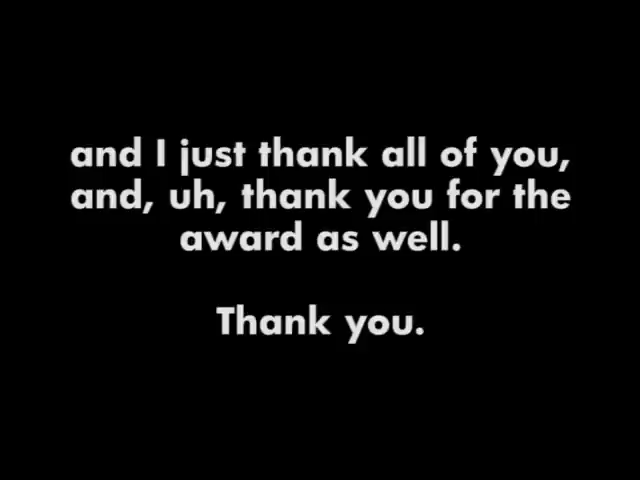 and I just thank all of you,
and, uh, thank you for the
award as well.
Thank you.